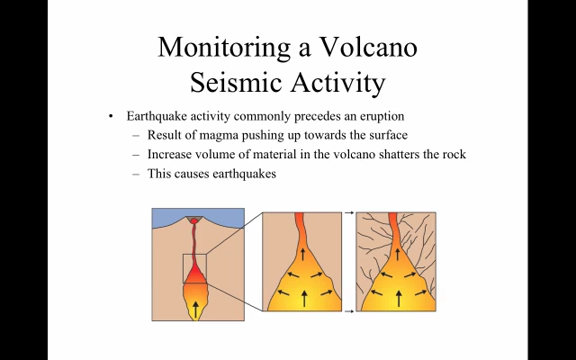 Monitoring a Volcano
Seismic Activity
• Earthquake activity commonly precedes an eruption
– Result of magma pushing up towards the surface
– Increase volume of material in the volcano shatters the rock
– This causes earthquakes